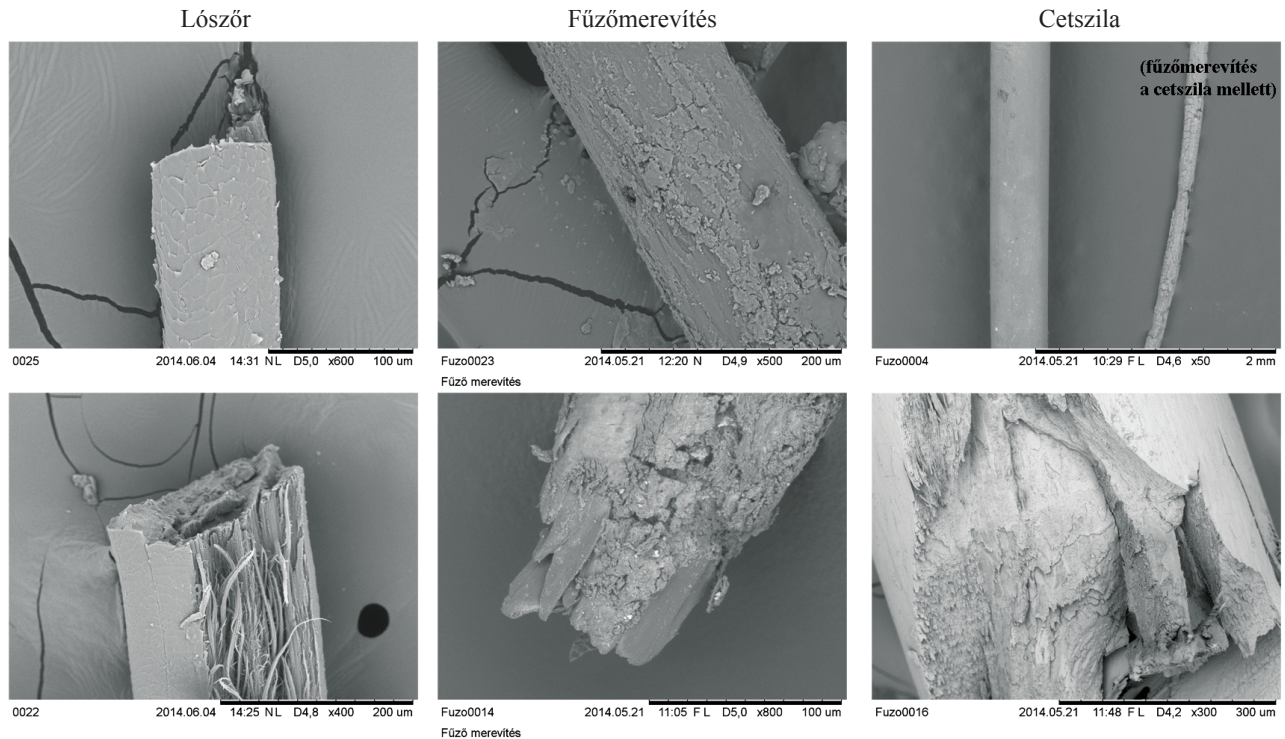 Lószőr
Fűzőmerevítés
Cetszila
(fűzőmerevítés
a cetszila mellett)
0025 2014.06.04 14:31 N L D5,0 x600 100 um
Fuzo0023 2014.05.21 12:20 N D4,9 x500 200 um
Fűző merevítés
Fuzo0004 2014.05.21 10:29 F L D4,6 x50 2 mm
0022 2014.06.04 14:25 N L D4,8 x400 200 um
Fuzo0014 2014.05.21 11:05 F L D5,0 x800 100 um
Fűző merevítés
Fuzo0016 2014.05.21 11:48 F L D4,2 x300 300 um